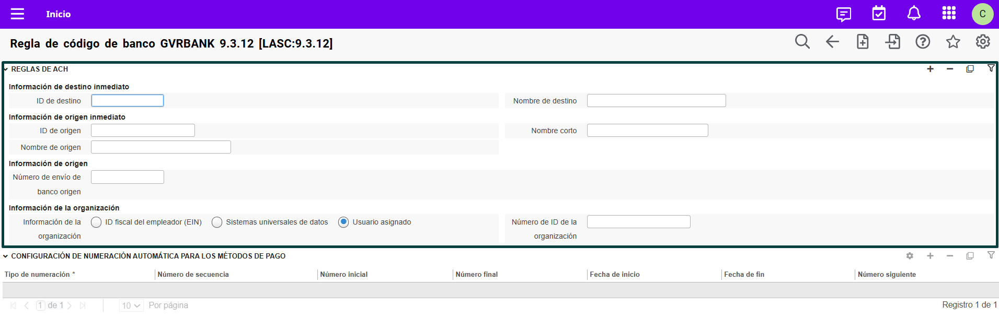 Inicio
C
Regla de código de banco GVRBANK 9.3.12 [LASC:9.3.12]
REGLAS DE ACH
Información de destino inmediato
ID de destino
Nombre de destino
Información de origen inmediato
ID de origen
Nombre corto
Nombre de origen
Información de origen
Número de envío de
banco origen
Información de la organización
Información de la
organización
ID fiscal del empleador (EIN)
Sistemas universales de datos
Usuario asignado
Número de ID de la
organización
CONFIGURACIÓN DE NUMERACIÓN AUTOMÁTICA PARA LOS MÉTODOS DE PAGO
Tipo de numeración * Número de secuencia Número inicial Número final Fecha de inicio Fecha de fin Número siguiente
1 de 1 10 Por página Registro 1 de 1